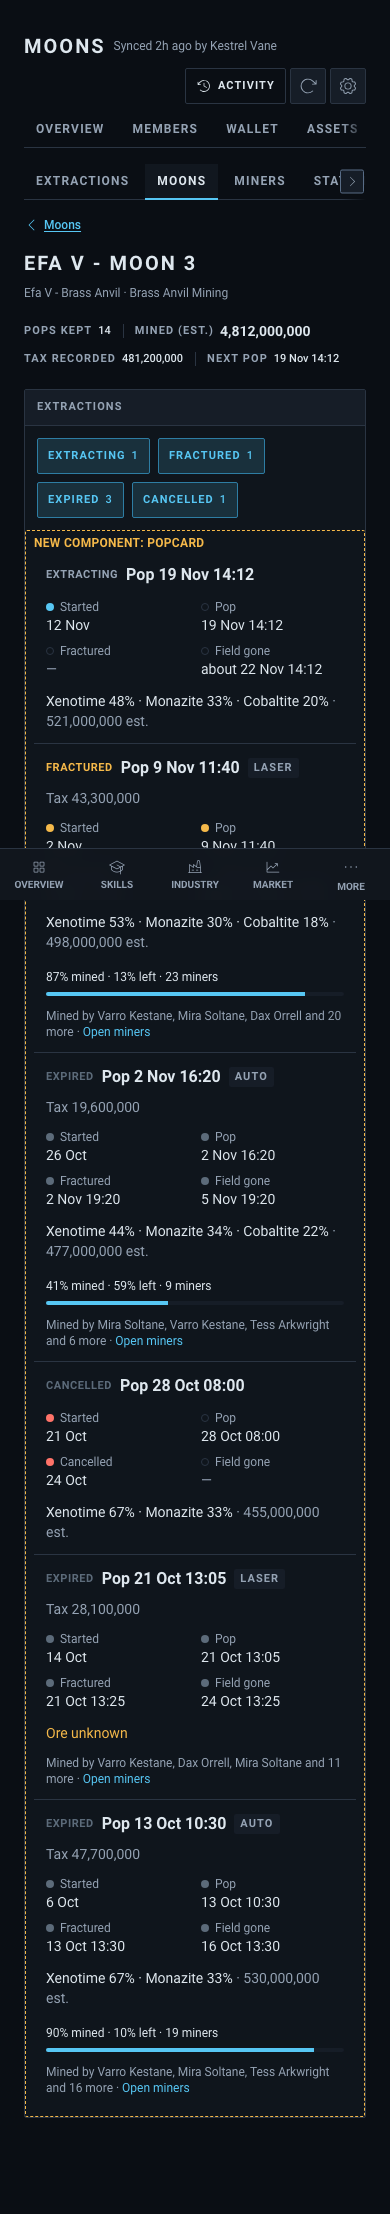 MOONS Synced 2h ago by Kestrel Vane
ACTIVITY
OVERVIEW MEMBERS WALLET ASSETS
EXTRACTIONS MOONS MINERS STA
Moons
EFA V - MOON 3
Efa V - Brass Anvil · Brass Anvil Mining
POPS KEPT 14 MINED (EST.) 4,812,000,000
TAX RECORDED 481,200,000 NEXT POP 19 Nov 14:12
EXTRACTIONS
EXTRACTING 1 FRACTURED 1
EXPIRED 3 CANCELLED 1
NEW COMPONENT: POPCARD
EXTRACTING Pop 19 Nov 14:12
Started Pop
12 Nov 19 Nov 14:12
Fractured Field gone
— about 22 Nov 14:12
Xenotime 48% · Monazite 33% · Cobaltite 20% ·
521,000,000 est.
FRACTURED Pop 9 Nov 11:40 LASER
Tax 43,300,000
Started Pop
2 Nov 9 Nov 11:40
OVERVIEW SKILLS INDUSTRY MARKET MORE
Xenotime 53% · Monazite 30% · Cobaltite 18% ·
498,000,000 est.
87% mined · 13% left · 23 miners
Mined by Varro Kestane, Mira Soltane, Dax Orrell and 20
more · Open miners
EXPIRED Pop 2 Nov 16:20 AUTO
Tax 19,600,000
Started Pop
26 Oct 2 Nov 16:20
Fractured Field gone
2 Nov 19:20 5 Nov 19:20
Xenotime 44% · Monazite 34% · Cobaltite 22% ·
477,000,000 est.
41% mined · 59% left · 9 miners
Mined by Mira Soltane, Varro Kestane, Tess Arkwright
and 6 more · Open miners
CANCELLED Pop 28 Oct 08:00
Started Pop
21 Oct 28 Oct 08:00
Cancelled Field gone
24 Oct —
Xenotime 67% · Monazite 33% · 455,000,000
est.
EXPIRED Pop 21 Oct 13:05 LASER
Tax 28,100,000
Started Pop
14 Oct 21 Oct 13:05
Fractured Field gone
21 Oct 13:25 24 Oct 13:25
Ore unknown
Mined by Varro Kestane, Dax Orrell, Mira Soltane and 11
more · Open miners
EXPIRED Pop 13 Oct 10:30 AUTO
Tax 47,700,000
Started Pop
6 Oct 13 Oct 10:30
Fractured Field gone
13 Oct 13:30 16 Oct 13:30
Xenotime 67% · Monazite 33% · 530,000,000
est.
90% mined · 10% left · 19 miners
Mined by Varro Kestane, Mira Soltane, Tess Arkwright
and 16 more · Open miners